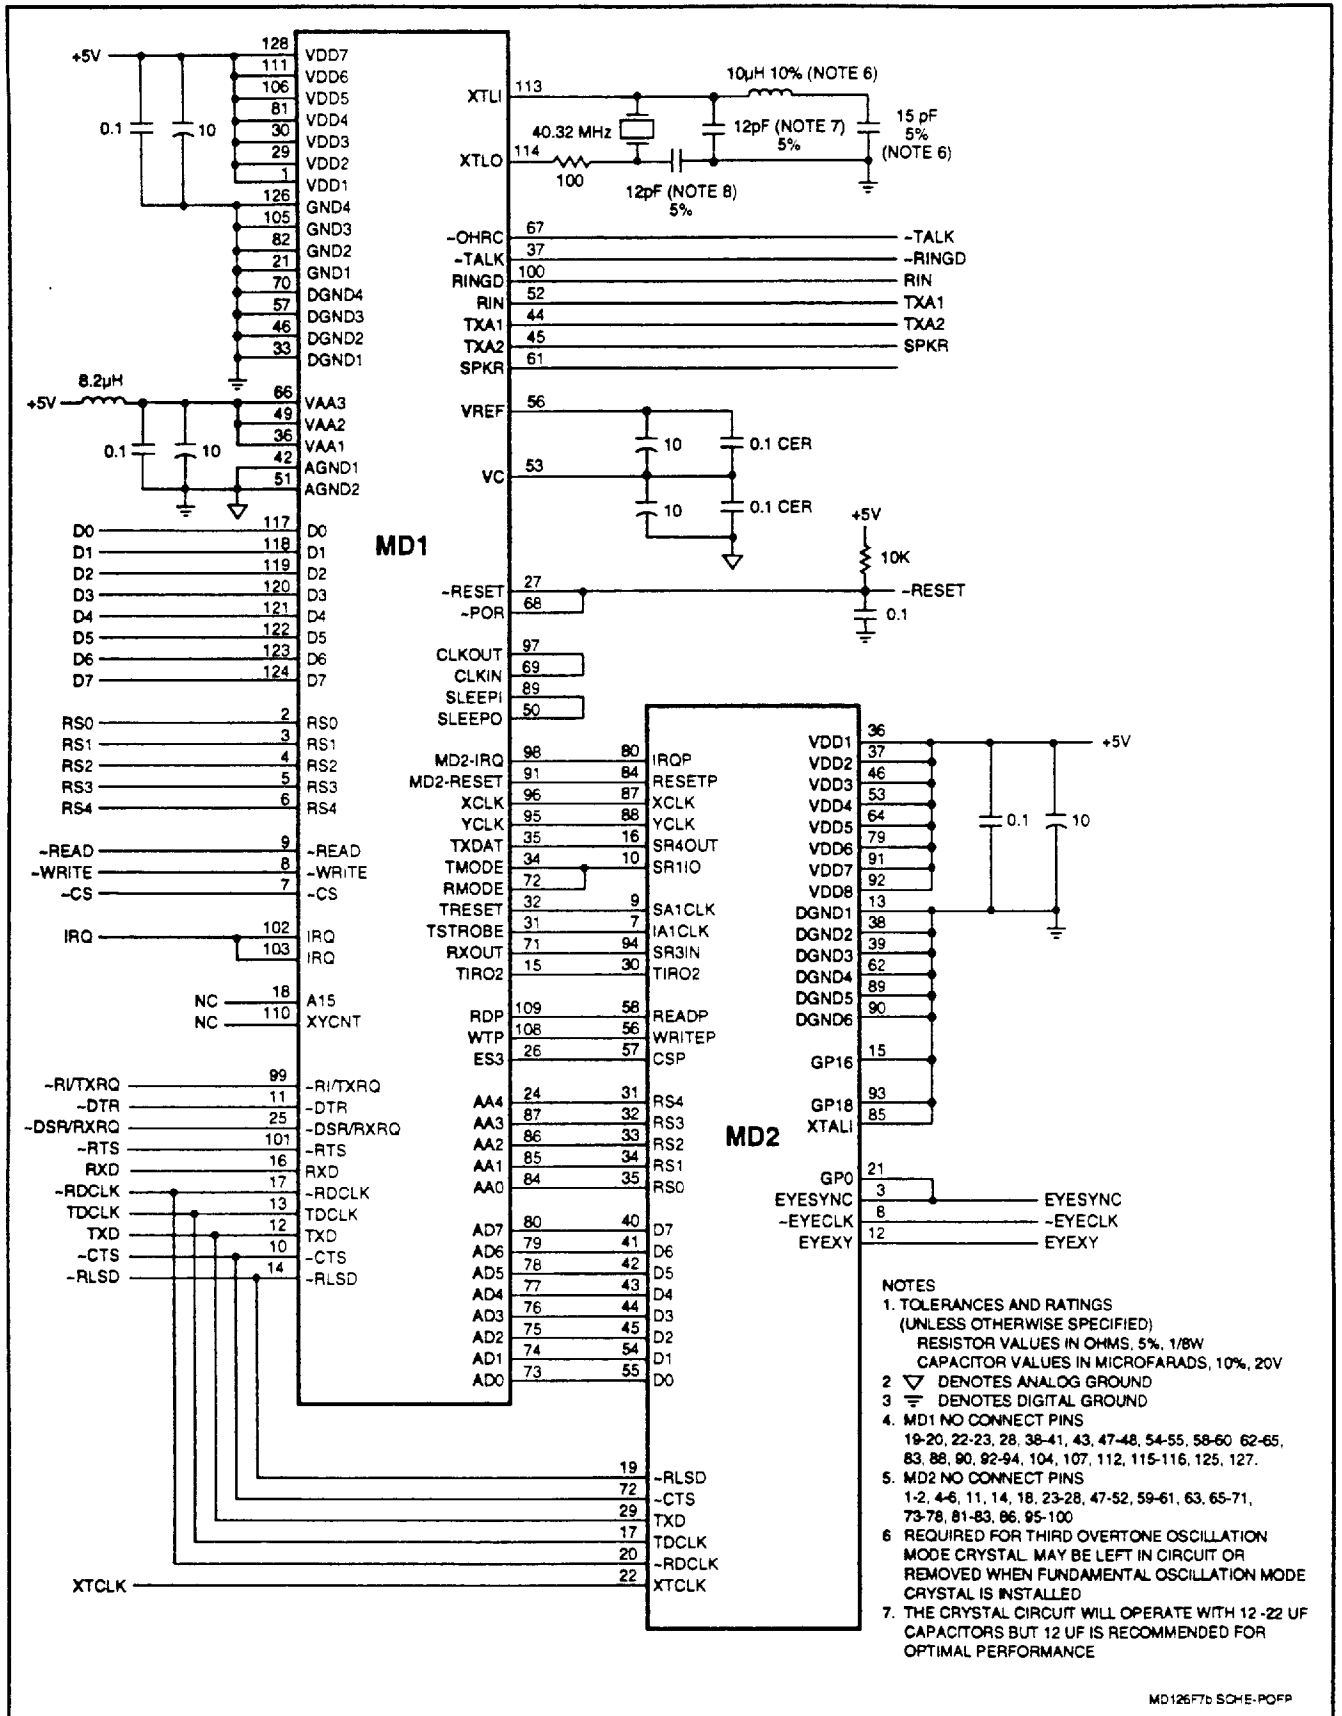 +5V
128 VDD7
111 VDD6
106 VDD5
81 VDD4
30 VDD3
29 VDD2
1 VDD1
0.1
10
126 GND4
105 GND3
82 GND2
21 GND1
70 DGND4
57 DGND3
46 DGND2
33 DGND1
8.2µH
+5V
66 VAA3
49 VAA2
36 VAA1
42 AGND1
51 AGND2
0.1
10
D0 117 D0
D1 118 D1
D2 119 D2
D3 120 D3
D4 121 D4
D5 122 D5
D6 123 D6
D7 124 D7
RS0 2 RS0
RS1 3 RS1
RS2 4 RS2
RS3 5 RS3
RS4 6 RS4
~READ 9 ~READ
~WRITE 8 ~WRITE
~CS 7 ~CS
IRQ 102 IRQ
103 IRQ
NC 18 A15
NC 110 XYCNT
~RI/TXRQ 99 ~RI/TXRQ
~DTR 11 ~DTR
~DSR/RXRQ 25 ~DSR/RXRQ
~RTS 101 ~RTS
RXD 16 RXD
~RDCLK 17 ~RDCLK
TDCLK 13 TDCLK
TXD 12 TXD
~CTS 10 ~CTS
~RLSD 14 ~RLSD
XTCLK
MD1
XTLI 113
XTLO 114
10µH 10% (NOTE 6)
40.32 MHz
12pF (NOTE 7)
5%
15 pF
5%
(NOTE 6)
100
12pF (NOTE 8)
5%
~OHRC 67 ~TALK
~TALK 37 ~RINGD
RINGD 100 RIN
RIN 52 TXA1
TXA1 44 TXA2
TXA2 45 SPKR
SPKR 61
VREF 56
10
0.1 CER
VC 53
10
0.1 CER
+5V
10K
~RESET 27 ~RESET
~POR 68
0.1
CLKOUT 97
CLKIN 69
SLEEPI 89
SLEEPO 50
MD2-IRQ 98 80 IRQP
MD2-RESET 91 84 RESETP
XCLK 96 87 XCLK
YCLK 95 88 YCLK
TXDAT 35 16 SR4OUT
TMODE 34 10 SR1IO
RMODE 72
TRESET 32 9 SA1CLK
TSTROBE 31 7 IA1CLK
RXOUT 71 94 SR3IN
TIRO2 15 30 TIRO2
RDP 109 58 READP
WTP 108 56 WRITEP
ES3 26 57 CSP
AA4 24 31 RS4
AA3 87 32 RS3
AA2 86 33 RS2
AA1 85 34 RS1
AA0 84 35 RS0
AD7 80 40 D7
AD6 79 41 D6
AD5 78 42 D5
AD4 77 43 D4
AD3 76 44 D3
AD2 75 45 D2
AD1 74 54 D1
AD0 73 55 D0
19 ~RLSD
72 ~CTS
29 TXD
17 TDCLK
20 ~RDCLK
22 XTCLK
MD2
VDD1 36 +5V
VDD2 37
VDD3 46
VDD4 53
VDD5 64
VDD6 79
VDD7 91
VDD8 92
0.1
10
DGND1 13
DGND2 38
DGND3 39
DGND4 62
DGND5 89
DGND6 90
GP16 15
GP18 93
XTALI 85
GP0 21
EYESYNC 3 EYESYNC
~EYECLK 8 ~EYECLK
EYEXY 12 EYEXY
NOTES
1. TOLERANCES AND RATINGS
(UNLESS OTHERWISE SPECIFIED)
RESISTOR VALUES IN OHMS, 5%, 1/8W
CAPACITOR VALUES IN MICROFARADS, 10%, 20V
2 DENOTES ANALOG GROUND
3 DENOTES DIGITAL GROUND
4. MD1 NO CONNECT PINS
19-20, 22-23, 28, 38-41, 43, 47-48, 54-55, 58-60 62-65,
83, 88, 90, 92-94, 104, 107, 112, 115-116, 125, 127.
5. MD2 NO CONNECT PINS
1-2, 4-6, 11, 14, 18, 23-28, 47-52, 59-61, 63, 65-71,
73-78, 81-83, 86, 95-100
6 REQUIRED FOR THIRD OVERTONE OSCILLATION
MODE CRYSTAL. MAY BE LEFT IN CIRCUIT OR
REMOVED WHEN FUNDAMENTAL OSCILLATION MODE
CRYSTAL IS INSTALLED
7. THE CRYSTAL CIRCUIT WILL OPERATE WITH 12 -22 UF
CAPACITORS BUT 12 UF IS RECOMMENDED FOR
OPTIMAL PERFORMANCE
MD126F7b SCHE-PQFP